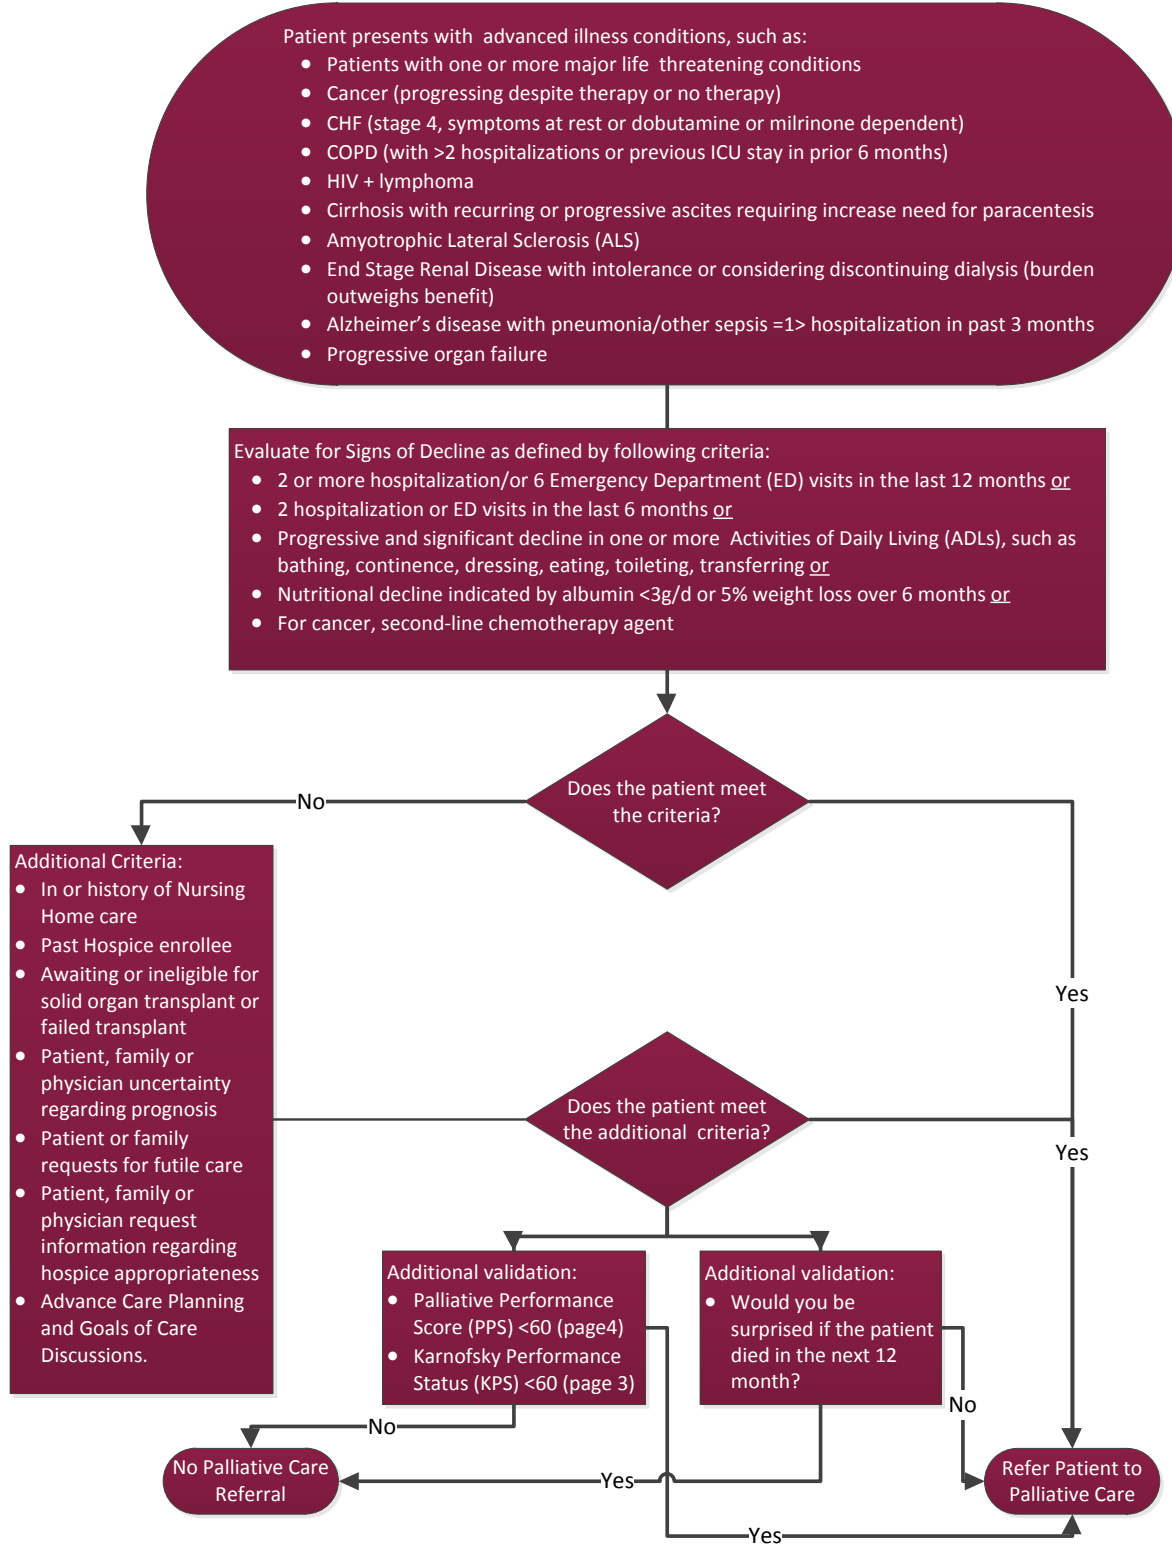 Patient presents with advanced illness conditions, such as:
• Patients with one or more major life threatening conditions
• Cancer (progressing despite therapy or no therapy)
• CHF (stage 4, symptoms at rest or dobutamine or milrinone dependent)
• COPD (with >2 hospitalizations or previous ICU stay in prior 6 months)
• HIV + lymphoma
• Cirrhosis with recurring or progressive ascites requiring increase need for paracentesis
• Amyotrophic Lateral Sclerosis (ALS)
• End Stage Renal Disease with intolerance or considering discontinuing dialysis (burden
outweighs benefit)
• Alzheimer's disease with pneumonia/other sepsis =1> hospitalization in past 3 months
• Progressive organ failure
Evaluate for Signs of Decline as defined by following criteria:
• 2 or more hospitalization/or 6 Emergency Department (ED) visits in the last 12 months or
• 2 hospitalization or ED visits in the last 6 months or
• Progressive and significant decline in one or more Activities of Daily Living (ADLs), such as
bathing, continence, dressing, eating, toileting, transferring or
• Nutritional decline indicated by albumin <3g/d or 5% weight loss over 6 months or
• For cancer, second-line chemotherapy agent
Does the patient meet
the criteria?
No
Yes
Additional Criteria:
• In or history of Nursing
Home care
• Past Hospice enrollee
• Awaiting or ineligible for
solid organ transplant or
failed transplant
• Patient, family or
physician uncertainty
regarding prognosis
• Patient or family
requests for futile care
• Patient, family or
physician request
information regarding
hospice appropriateness
• Advance Care Planning
and Goals of Care
Discussions.
Does the patient meet
the additional criteria?
Yes
Additional validation:
• Palliative Performance
Score (PPS) <60 (page4)
• Karnofsky Performance
Status (KPS) <60 (page 3)
Additional validation:
• Would you be
surprised if the patient
died in the next 12
month?
No
No
Yes
Yes
No Palliative Care
Referral
Refer Patient to
Palliative Care